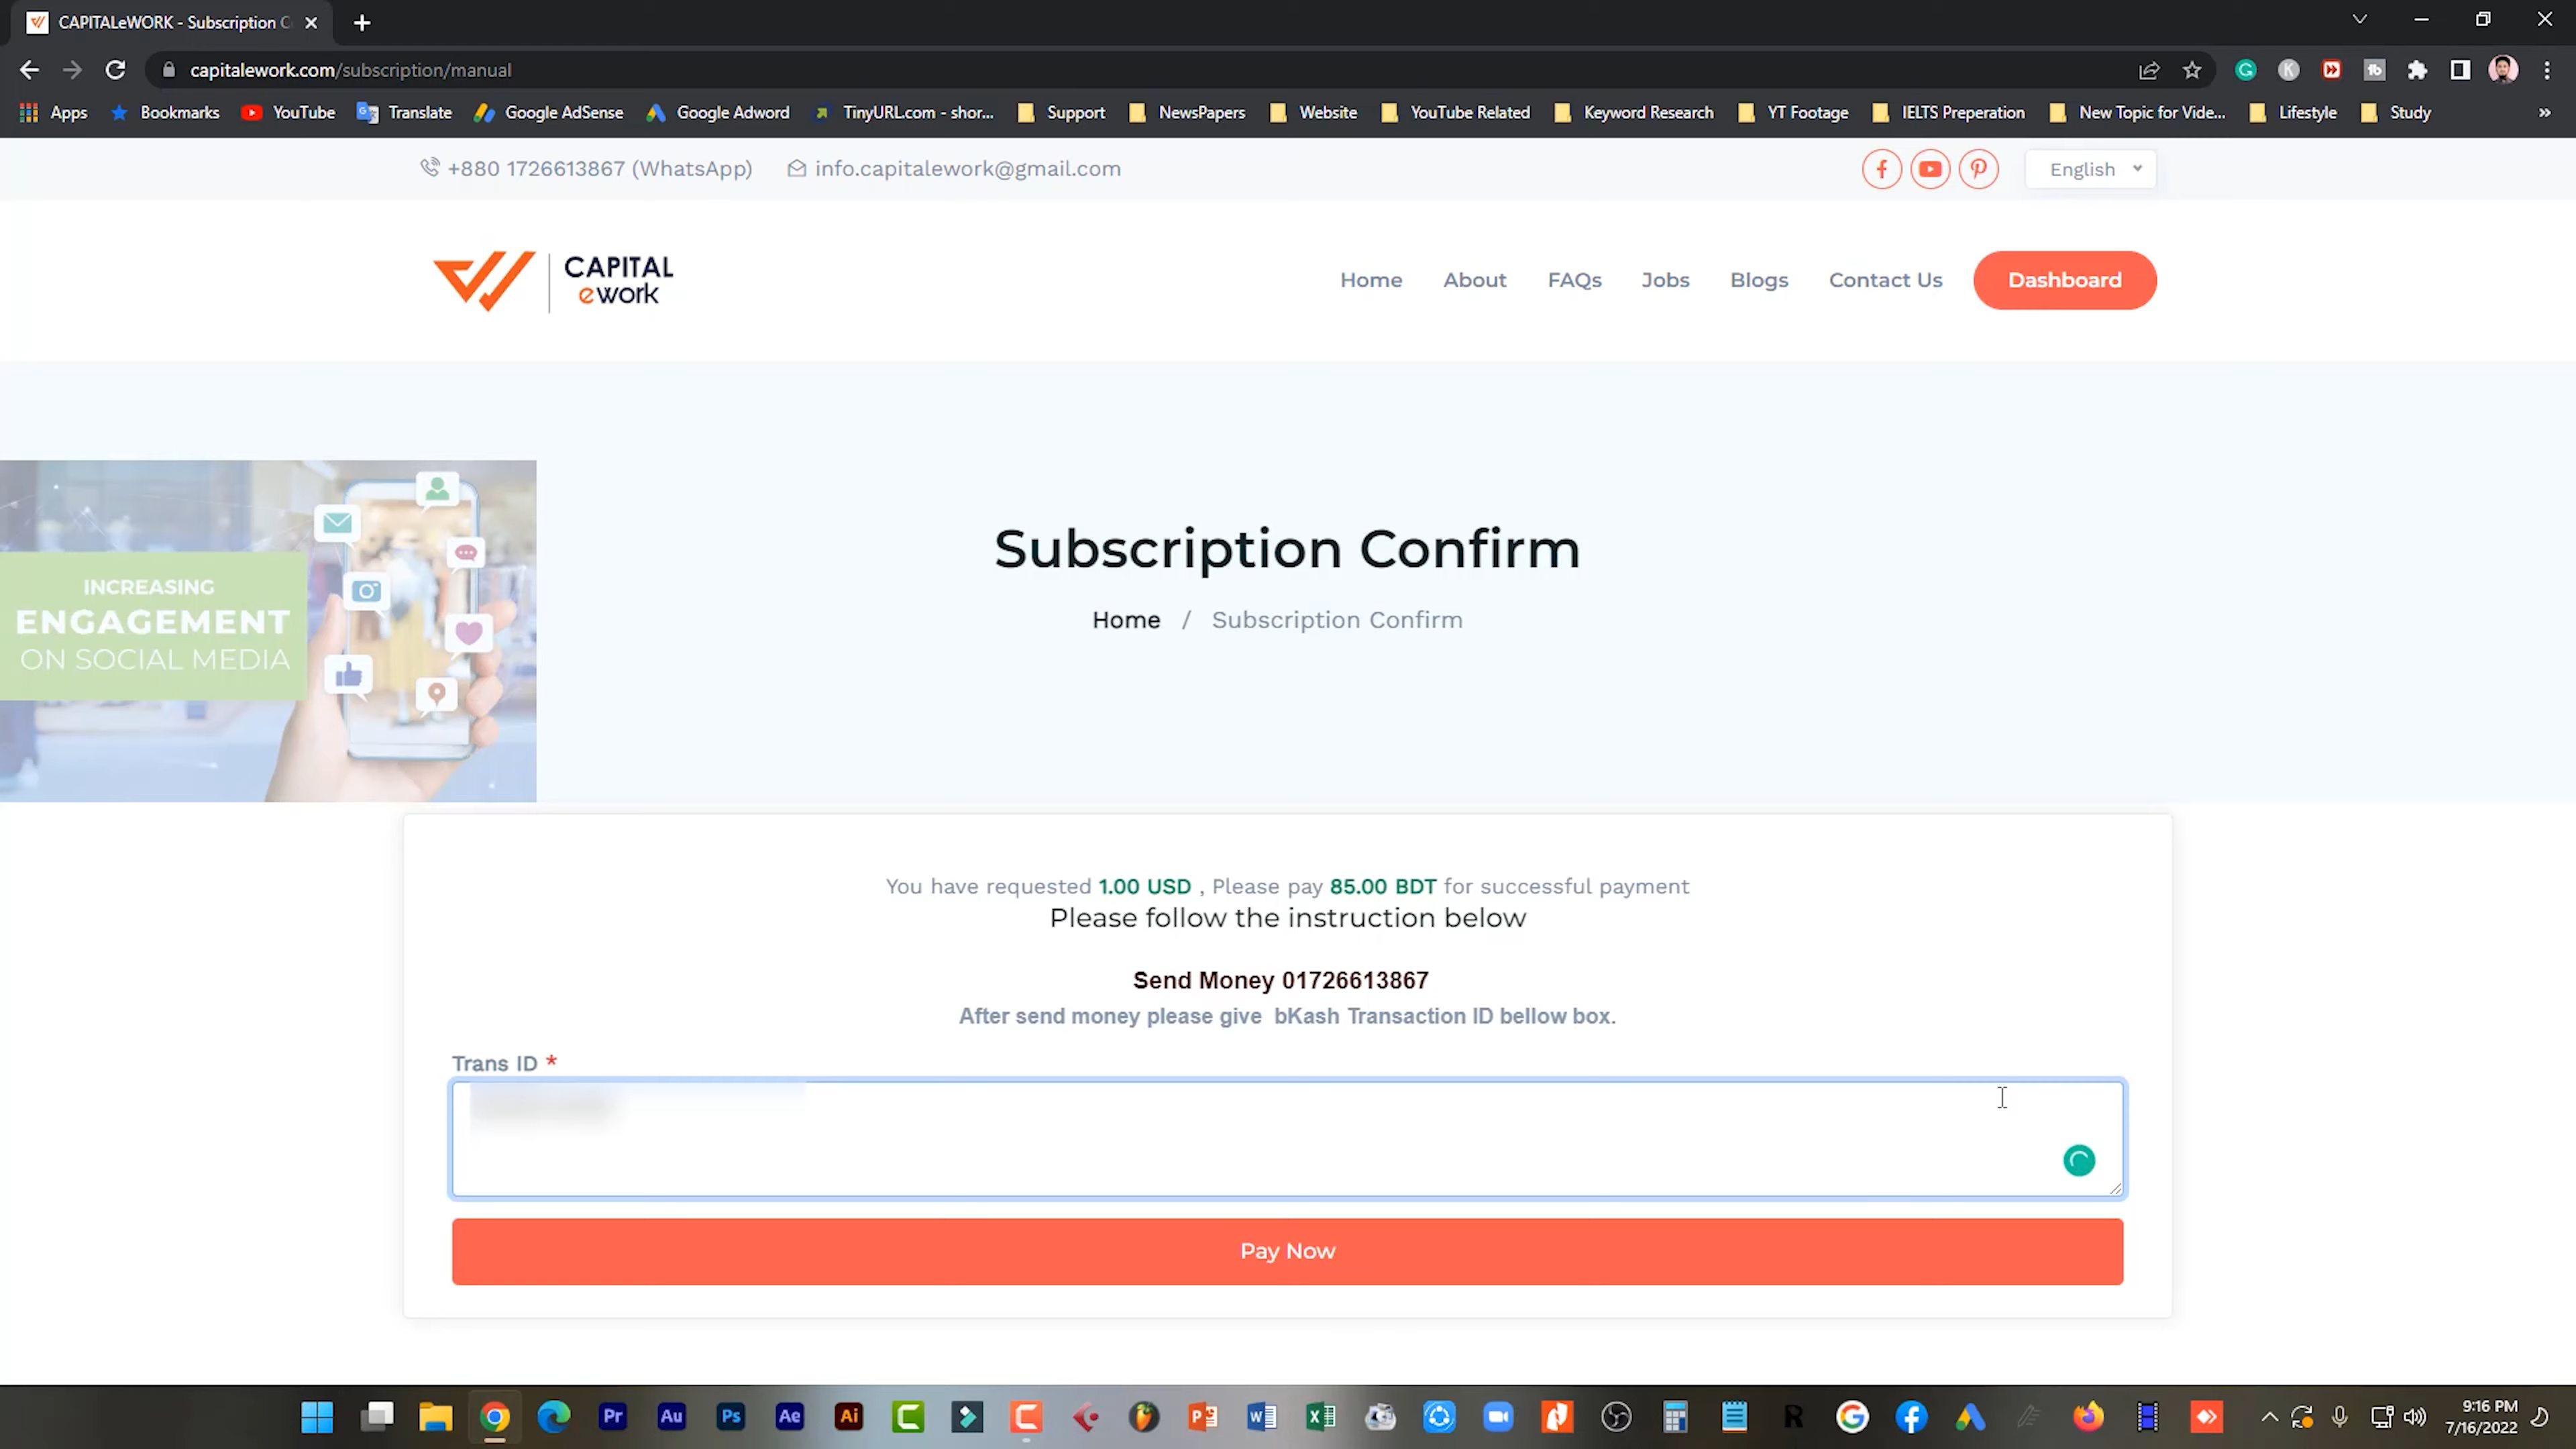 CAPITALeWORK - Subscription C
capitalework.com/subscription/manual
Apps Bookmarks YouTube Translate Google AdSense Google Adword TinyURL.com - shor... Support NewsPapers Website YouTube Related Keyword Research YT Footage IELTS Preperation New Topic for Vide... Lifestyle Study
+880 1726613867 (WhatsApp) info.capitalework@gmail.com English
CAPITAL
eWORK
Home About FAQs Jobs Blogs Contact Us Dashboard
INCREASING
ENGAGEMENT
ON SOCIAL MEDIA
Subscription Confirm
Home / Subscription Confirm
You have requested 1.00 USD , Please pay 85.00 BDT for successful payment
Please follow the instruction below
Send Money 01726613867
After send money please give bKash Transaction ID bellow box.
Trans ID *
Pay Now
Pr Au Ps Ae Ai
9:16 PM
7/16/2022